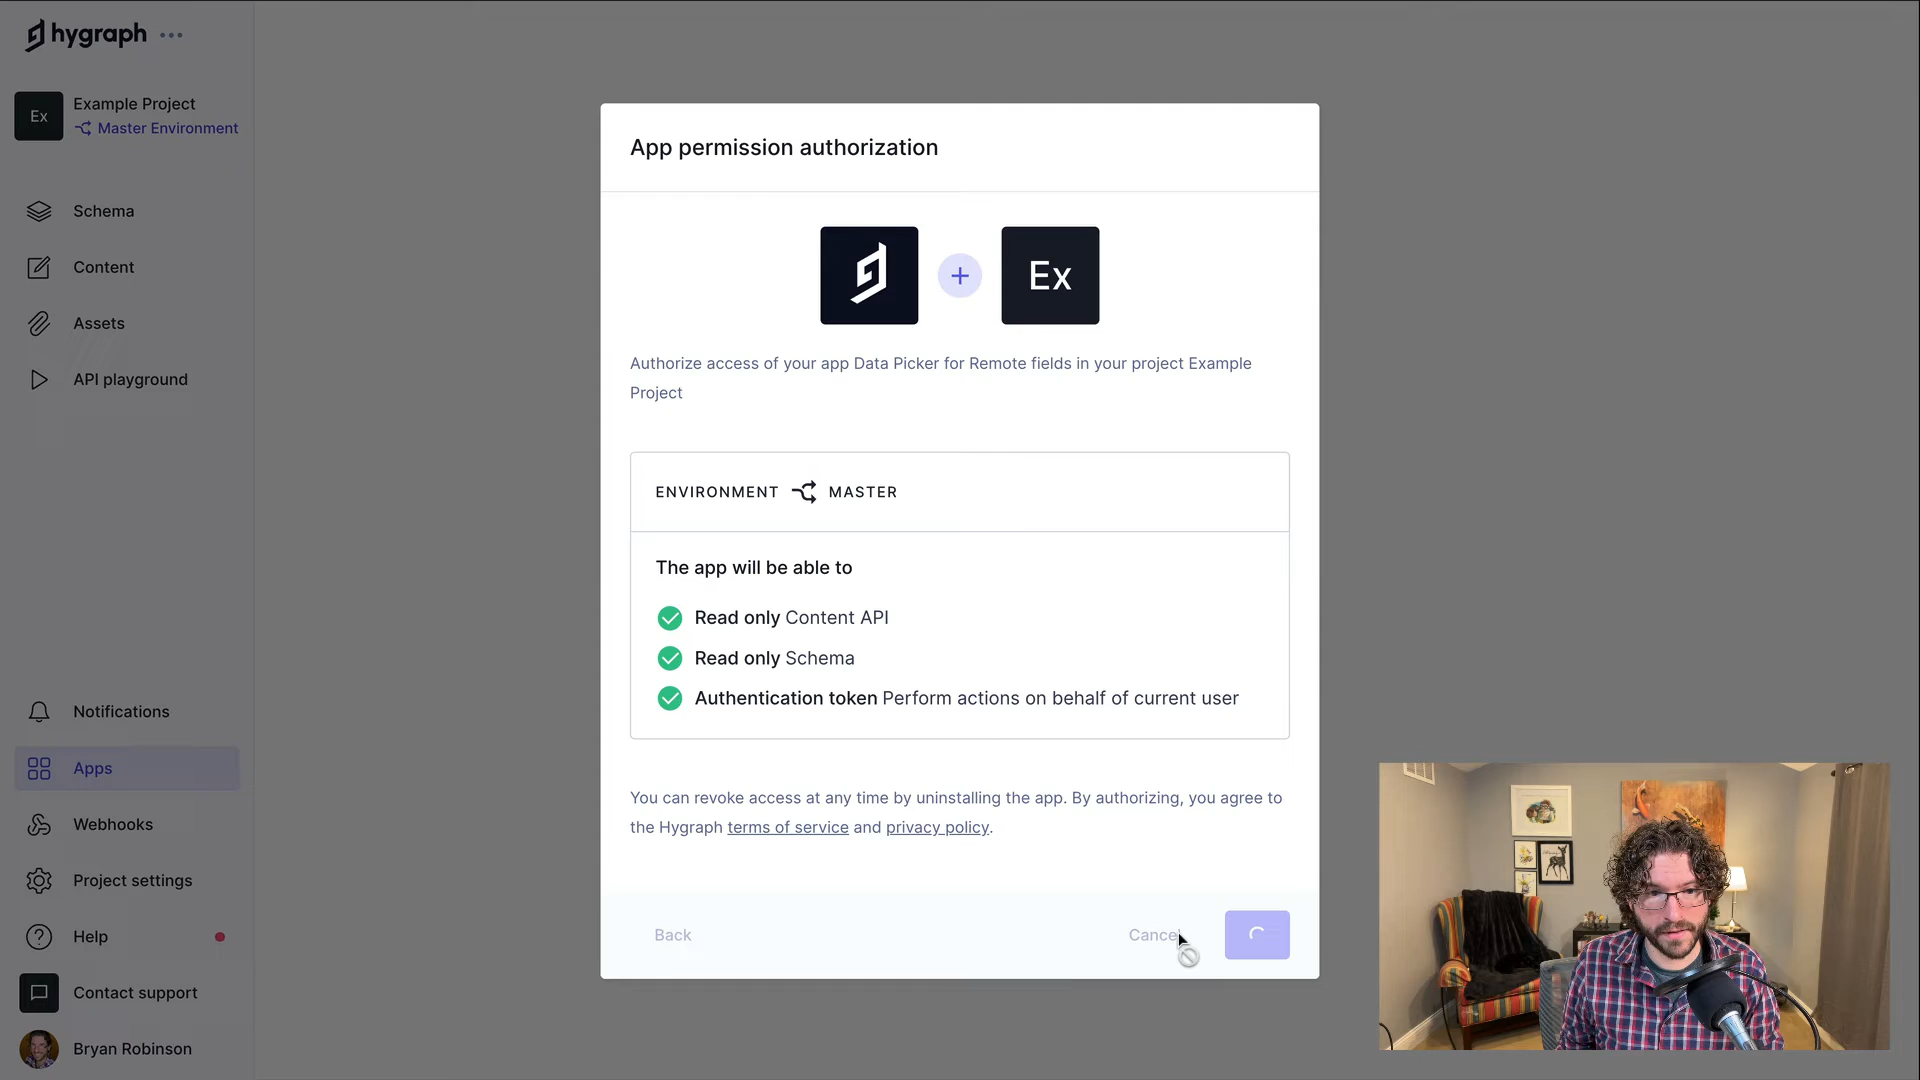 hygraph
Ex
Example Project
Master Environment
Schema
Content
Assets
API playground
Notifications
Apps
Webhooks
Project settings
Help
Contact support
Bryan Robinson
App permission authorization
Ex
Authorize access of your app Data Picker for Remote fields in your project Example
Project
ENVIRONMENT MASTER
The app will be able to
Read only Content API
Read only Schema
Authentication token Perform actions on behalf of current user
You can revoke access at any time by uninstalling the app. By authorizing, you agree to
the Hygraph terms of service and privacy policy.
Back
Cancel